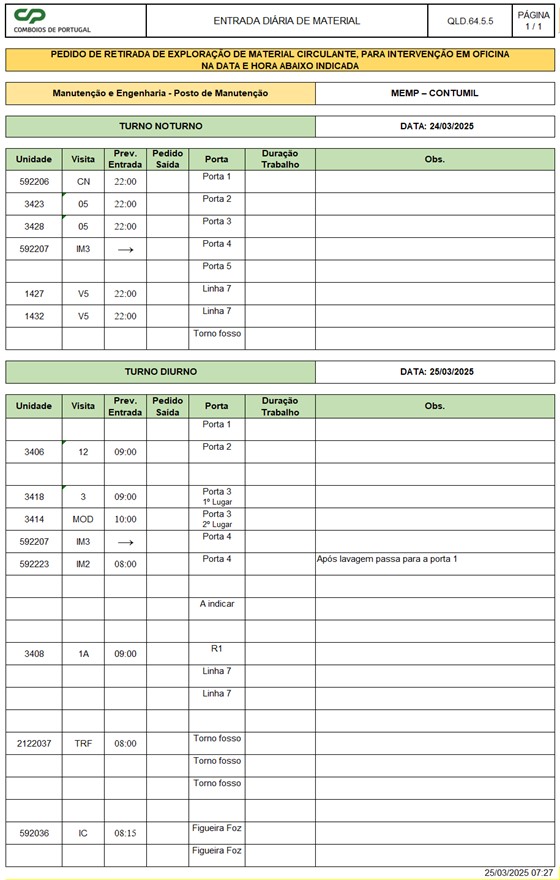 CP
COMBOIOS DE PORTUGAL
ENTRADA DIÁRIA DE MATERIAL
QLD.64.5.5
PÁGINA
1 / 1
PEDIDO DE RETIRADA DE EXPLORAÇÃO DE MATERIAL CIRCULANTE, PARA INTERVENÇÃO EM OFICINA
NA DATA E HORA ABAIXO INDICADA
Manutenção e Engenharia - Posto de Manutenção MEMP – CONTUMIL
TURNO NOTURNO DATA: 24/03/2025
Unidade Visita Prev. Entrada Pedido Saída Porta Duração Trabalho Obs.
592206 CN 22:00 Porta 1
3423 05 22:00 Porta 2
3428 05 22:00 Porta 3
592207 IM3 → Porta 4
Porta 5
1427 V5 22:00 Linha 7
1432 V5 22:00 Linha 7
Torno fosso
TURNO DIURNO DATA: 25/03/2025
Unidade Visita Prev. Entrada Pedido Saída Porta Duração Trabalho Obs.
Porta 1
3406 12 09:00 Porta 2
3418 3 09:00 Porta 3 1º Lugar
3414 MOD 10:00 Porta 3 2º Lugar
592207 IM3 → Porta 4
592223 IM2 08:00 Porta 4 Após lavagem passa para a porta 1
A indicar
3408 1A 09:00 R1
Linha 7
Linha 7
2122037 TRF 08:00 Torno fosso
Torno fosso
Torno fosso
592036 IC 08:15 Figueira Foz
Figueira Foz
25/03/2025 07:27